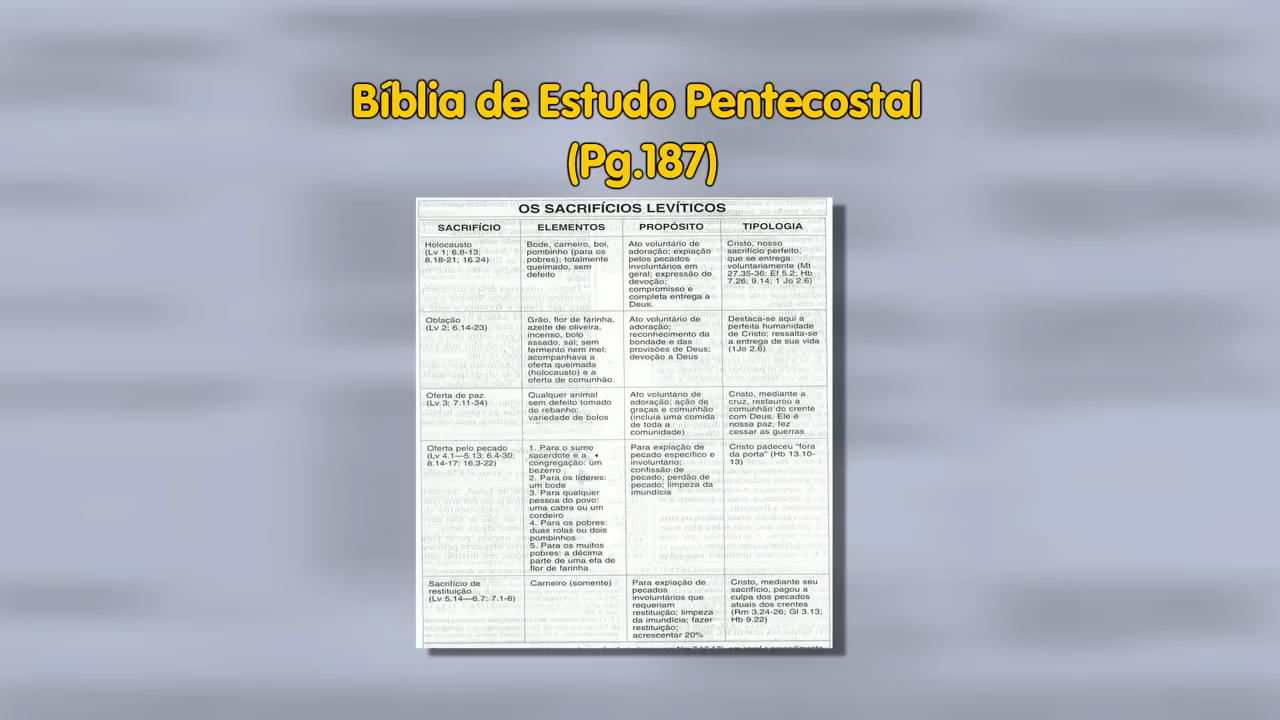 Bíblia de Estudo Pentecostal
(Pg.187)
OS SACRIFÍCIOS LEVÍTICOS
SACRIFÍCIO ELEMENTOS PROPÓSITO TIPOLOGIA
Holocausto
(Lv 1; 6.8-13;
8.18-21; 16.24)
Bode, carneiro, boi,
pombinho (para os
pobres); totalmente
queimado, sem
defeito
Ato voluntário de
adoração; expiação
pelos pecados
involuntários em
geral; expressão de
devoção;
compromisso e
completa entrega a
Deus.
Cristo, nosso
sacrifício perfeito,
que se entrega
voluntariamente (Mt
27.35-36; Ef 5.2; Hb
7.26; 9.14; 1 Jo 2.6)
Oblação
(Lv 2; 6.14-23)
Grão, flor de farinha,
azeite de oliveira,
incenso, bolo
assado, sal; sem
fermento nem mel;
acompanhava a
oferta queimada
(holocausto) e a
oferta de comunhão.
Ato voluntário de
adoração;
reconhecimento da
bondade e das
provisões de Deus;
devoção a Deus
Destaca-se aqui a
perfeita humanidade
de Cristo; ressalta-se
a entrega de sua vida
(1Jo 2.6)
Oferta de paz
(Lv 3; 7.11-34)
Qualquer animal
sem defeito tomado
do rebanho;
variedade de bolos
Ato voluntário de
adoração; ação de
graças e comunhão
(incluía uma comida
de toda a
comunidade)
Cristo, mediante a
cruz, restaurou a
comunhão do crente
com Deus. Ele é
nossa paz; fez
cessar as guerras
Oferta pelo pecado
(Lv 4.1—5.13; 6.4-30;
8.14-17; 16.3-22)
1. Para o sumo
sacerdote e a
congregação: um
bezerro
2. Para os líderes:
um bode
3. Para qualquer
pessoa do povo:
uma cabra ou um
cordeiro
4. Para os pobres:
duas rolas ou dois
pombinhos
5. Para os muitos
pobres: a décima
parte de uma efa de
flor de farinha
Para expiação de
pecado específico e
involuntário;
confissão de
pecado; perdão de
pecado; limpeza da
imundícia
Cristo padeceu "fora
da porta" (Hb 13.10-
13)
Sacrifício de
restituição
(Lv 5.14—6.7; 7.1-6)
Carneiro (somente)
Para expiação de
pecados
involuntários que
requeriam
restituição; limpeza
da imundícia; fazer
restituição;
acrescentar 20%
Cristo, mediante seu
sacrifício, pagou a
culpa dos pecados
atuais dos crentes
(Rm 3.24-26; Gl 3.13;
Hb 9.22)